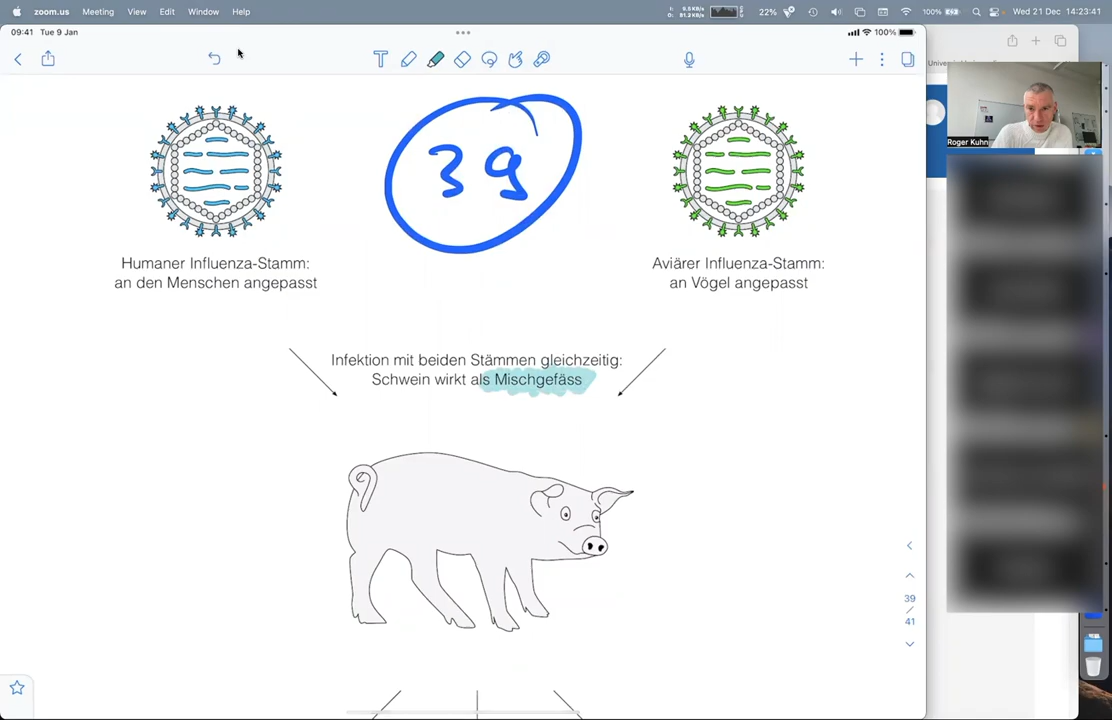 zoom.us Meeting View Edit Window Help
22%
100%
Wed 21 Dec 14:23:41
09:41 Tue 9 Jan
100%
39
Roger Kuhn
Humaner Influenza-Stamm:
an den Menschen angepasst
Aviärer Influenza-Stamm:
an Vögel angepasst
Infektion mit beiden Stämmen gleichzeitig:
Schwein wirkt als Mischgefäss
39
/
41